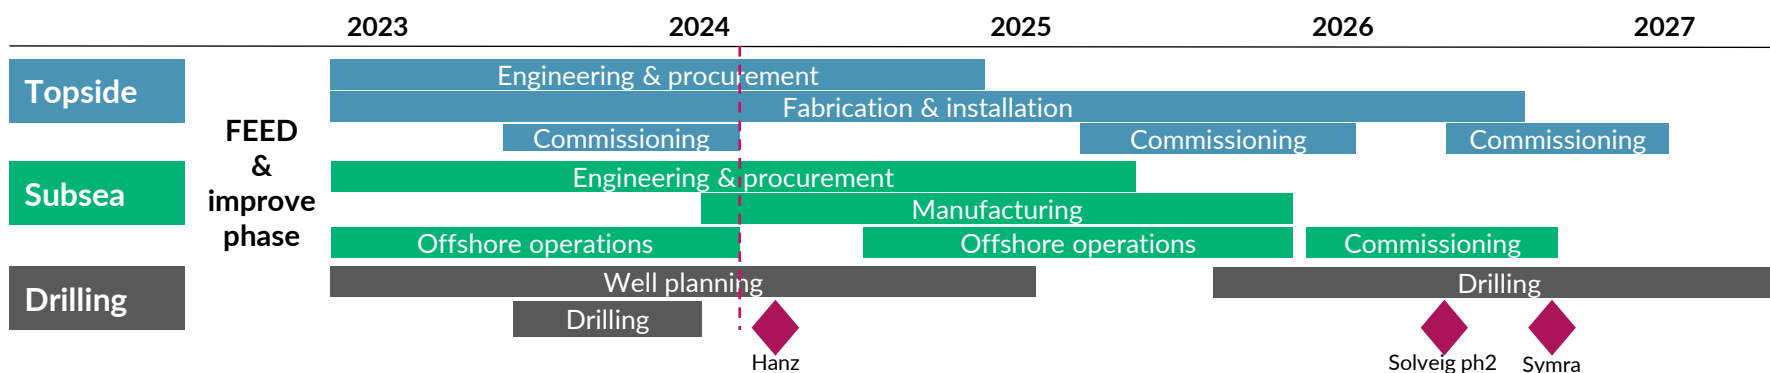 2023 2024 2025 2026 2027
Topside
Engineering & procurement
Fabrication & installation
Commissioning Commissioning Commissioning
FEED
&
improve
phase
Subsea
Engineering & procurement
Manufacturing
Offshore operations Offshore operations Commissioning
Drilling
Well planning Drilling
Drilling
Hanz Solveig ph2 Symra